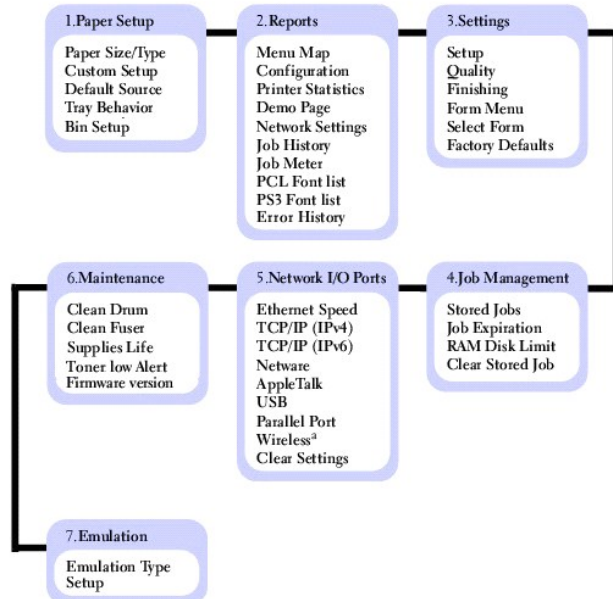 1.Paper Setup
Paper Size/Type
Custom Setup
Default Source
Tray Behavior
Bin Setup
2.Reports
Menu Map
Configuration
Printer Statistics
Demo Page
Network Settings
Job History
Job Meter
PCL Font list
PS3 Font list
Error History
3.Settings
Setup
Quality
Finishing
Form Menu
Select Form
Factory Defaults
4.Job Management
Stored Jobs
Job Expiration
RAM Disk Limit
Clear Stored Job
5.Network I/O Ports
Ethernet Speed
TCP/IP (IPv4)
TCP/IP (IPv6)
Netware
AppleTalk
USB
Parallel Port
Wirelessᵃ
Clear Settings
6.Maintenance
Clean Drum
Clean Fuser
Supplies Life
Toner low Alert
Firmware version
7.Emulation
Emulation Type
Setup